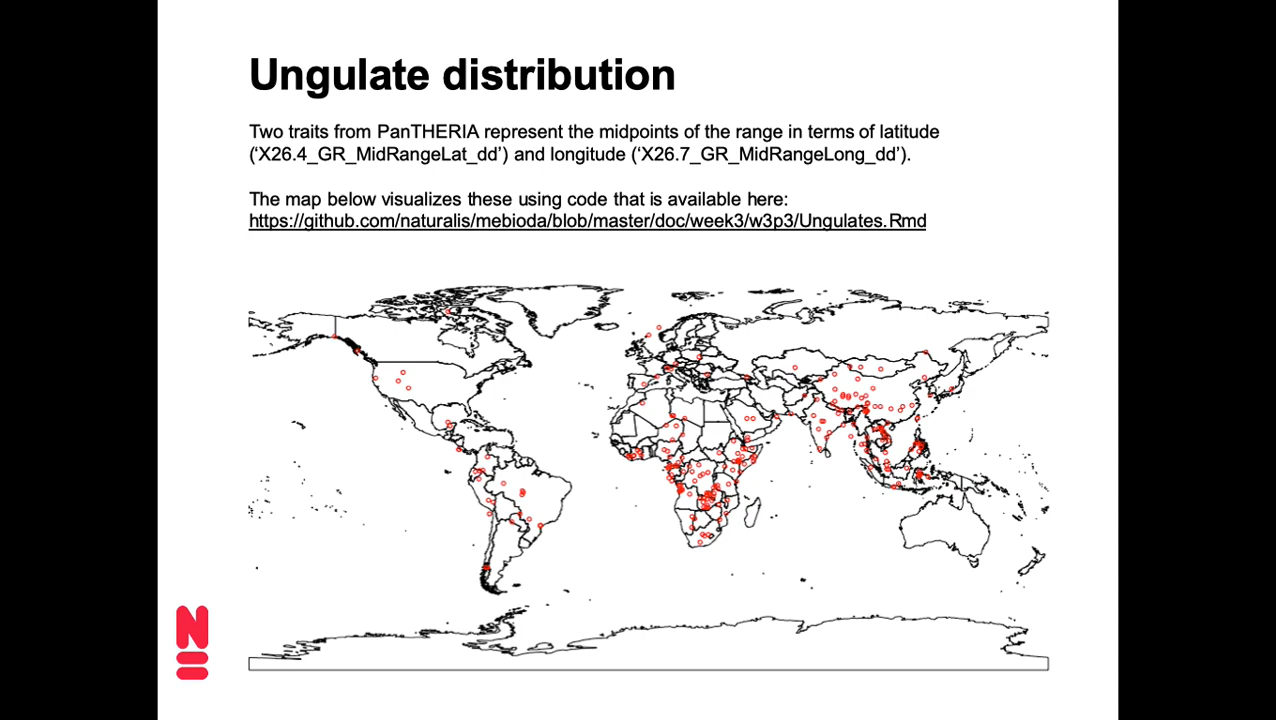 Ungulate distribution
Two traits from PanTHERIA represent the midpoints of the range in terms of latitude
(‘X26.4_GR_MidRangeLat_dd’) and longitude (‘X26.7_GR_MidRangeLong_dd’).
The map below visualizes these using code that is available here:
https://github.com/naturalis/mebioda/blob/master/doc/week3/w3p3/Ungulates.Rmd